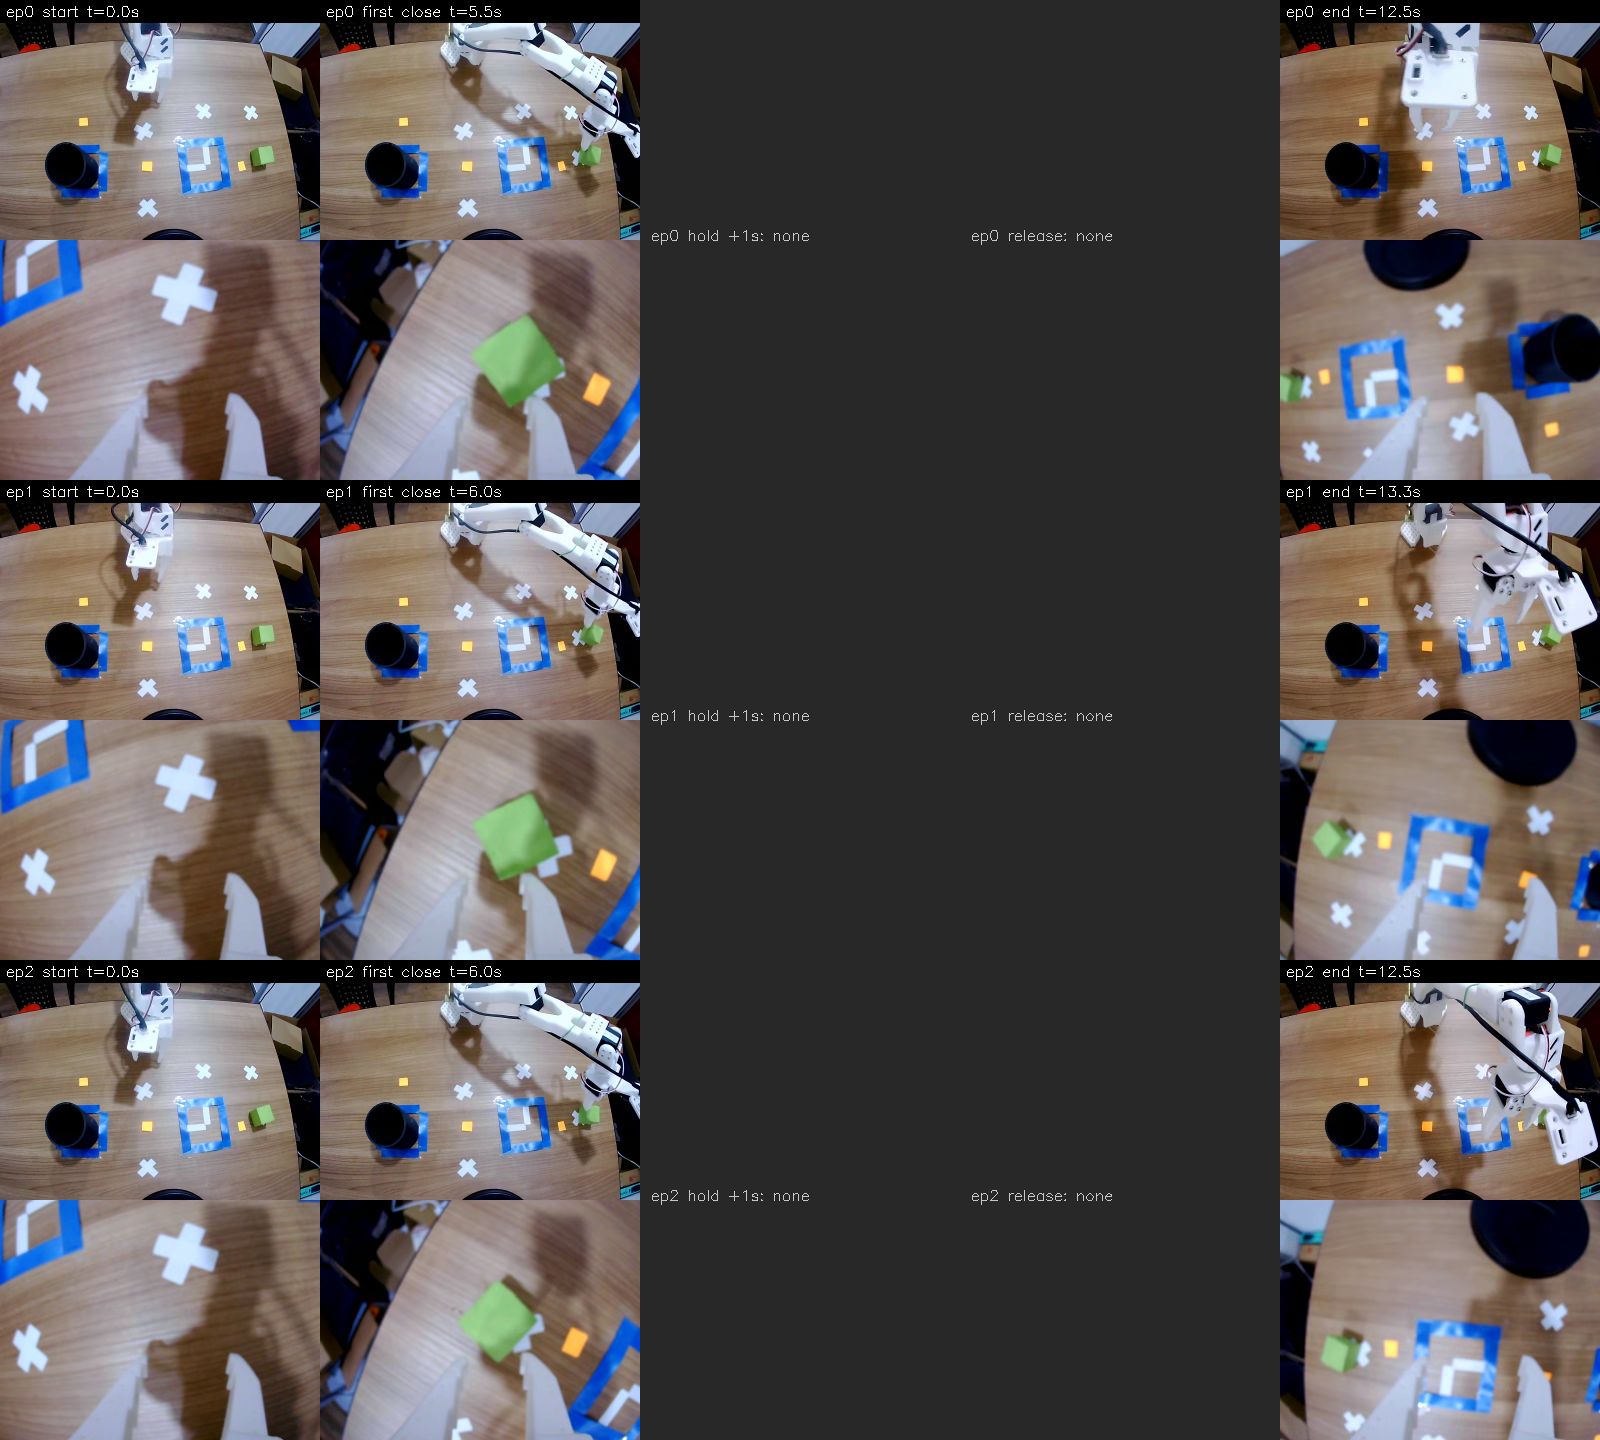 ep0 start t=0.0s
ep0 first close t=5.5s
ep0 end t=12.5s
ep0 hold +1s: none
ep0 release: none
ep1 start t=0.0s
ep1 first close t=6.0s
ep1 end t=13.3s
ep1 hold +1s: none
ep1 release: none
ep2 start t=0.0s
ep2 first close t=6.0s
ep2 end t=12.5s
ep2 hold +1s: none
ep2 release: none